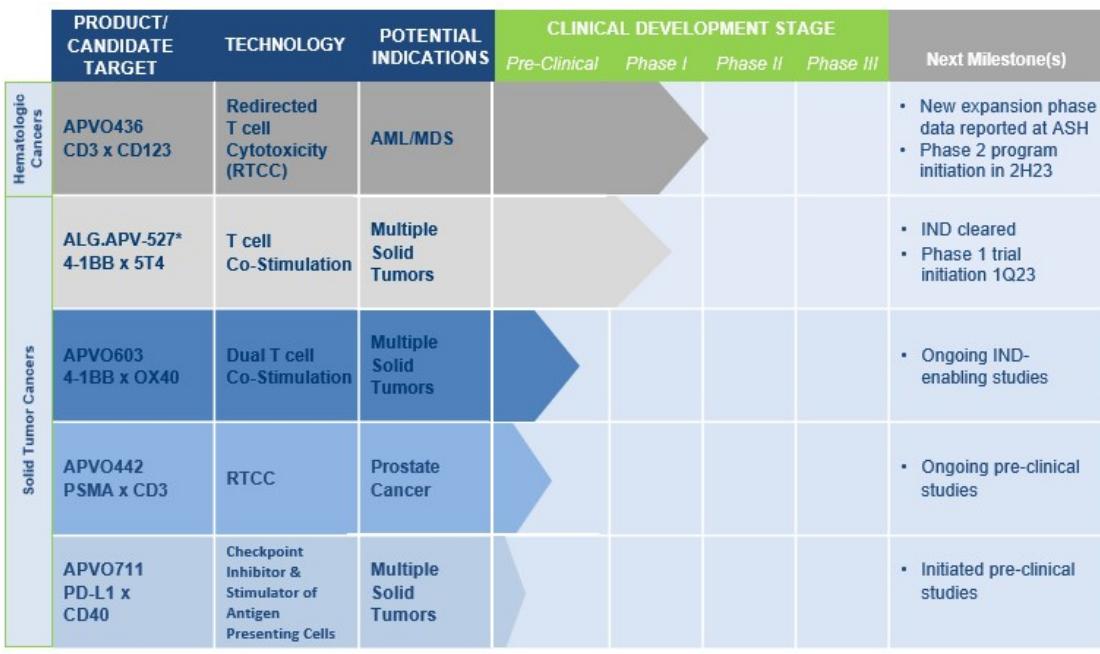 PRODUCT/
CANDIDATE
TARGET
TECHNOLOGY
POTENTIAL
INDICATIONS
CLINICAL DEVELOPMENT STAGE
Pre-Clinical
Phase I
Phase II
Phase III
Next Milestone(s)
Hematologic
Cancers
APVO436
CD3 x CD123
Redirected
T cell
Cytotoxicity
(RTCC)
AML/MDS
• New expansion phase
data reported at ASH
• Phase 2 program
initiation in 2H23
Solid Tumor Cancers
ALG.APV-527*
4-1BB x 5T4
T cell
Co-Stimulation
Multiple
Solid
Tumors
• IND cleared
• Phase 1 trial
initiation 1Q23
APVO603
4-1BB x OX40
Dual T cell
Co-Stimulation
Multiple
Solid
Tumors
• Ongoing IND-
enabling studies
APVO442
PSMA x CD3
RTCC
Prostate
Cancer
• Ongoing pre-clinical
studies
APVO711
PD-L1 x
CD40
Checkpoint
Inhibitor &
Stimulator of
Antigen
Presenting Cells
Multiple
Solid
Tumors
• Initiated pre-clinical
studies